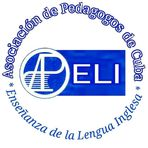 Asociación de Pedagogos de Cuba
APELI
* Enseñanza de la Lengua Inglesa *